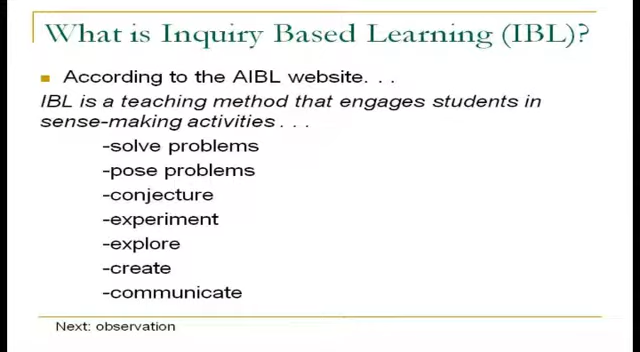 What is Inquiry Based Learning (IBL)?
According to the AIBL website. . .
IBL is a teaching method that engages students in
sense-making activities . . .
-solve problems
-pose problems
-conjecture
-experiment
-explore
-create
-communicate
Next: observation